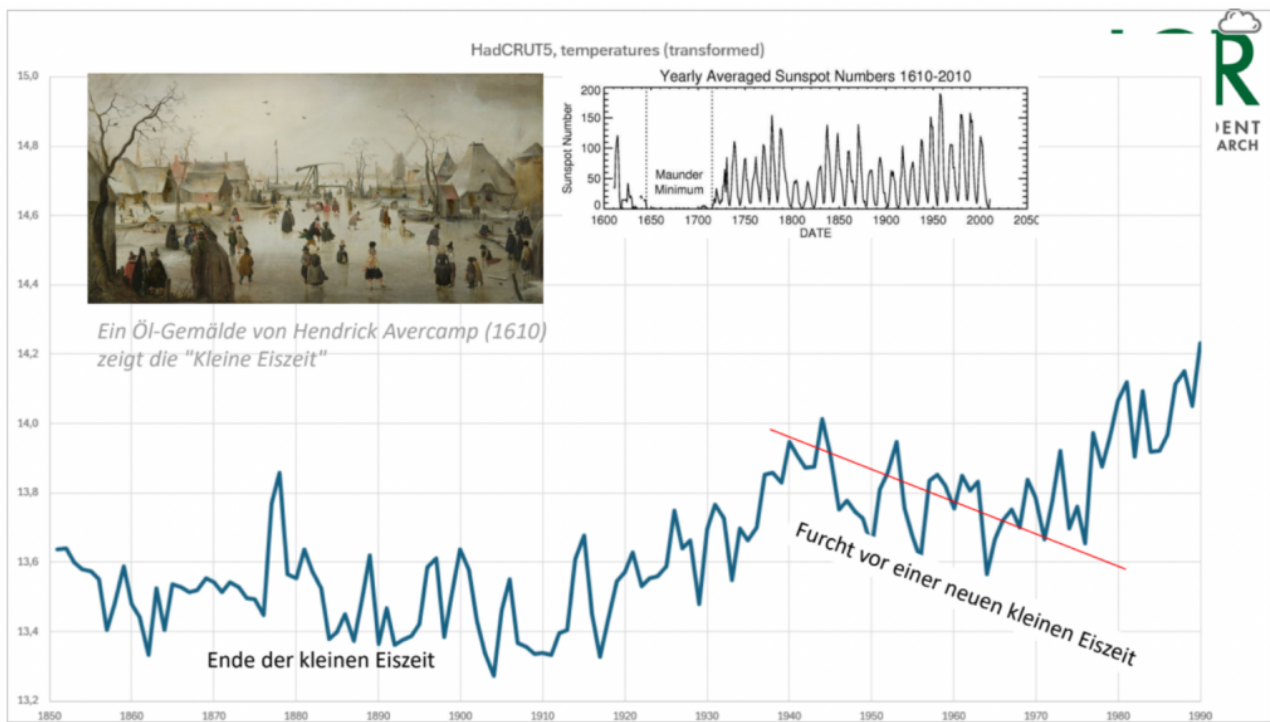 HadCRUT5, temperatures (transformed)
15,0
14,8
14,6
14,4
14,2
14,0
13,8
13,6
13,4
13,2
Yearly Averaged Sunspot Numbers 1610-2010
Sunspot Number
200
150
100
50
0
Maunder
Minimum
1600 1650 1700 1750 1800 1850 1900 1950 2000
DATE
DENT
ARCH
Ein Öl-Gemälde von Hendrick Avercamp (1610)
zeigt die "Kleine Eiszeit"
Furcht vor einer neuen kleinen Eiszeit
Ende der kleinen Eiszeit
1850 1860 1870 1880 1890 1900 1910 1920 1930 1940 1950 1960 1970 1980 1990